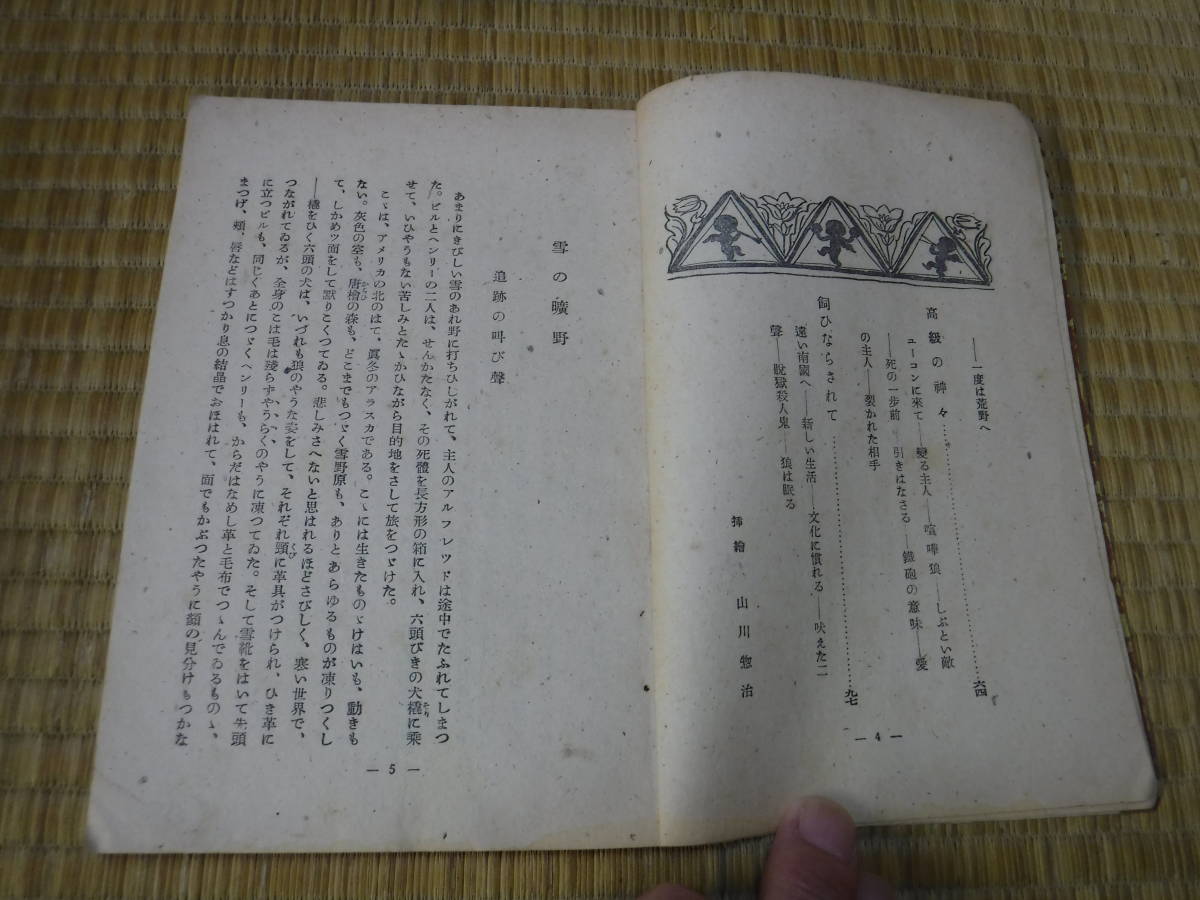 ――一度は荒野へ
高級の神々…………………六四
ユーコンに來て――變る主人――喧嘩狼――しぶとい敵
――死の一步前――引きはなさる――鐵砲の意味――愛
の主人――裂かれた相手
飼ひならされて…………………九七
遠い南國へ――新しい生活――文化に慣れる――吠えた二
聲――脫獄殺人鬼――狼は眠る
揷繪 山川惣治
― 4 ―
雪の曠野
追跡の叫び聲
あまりにきびしい雪のあれ野に打ちひしがれて、主人のアルフレツドは途中でたふれてしまつ
た。ビルとヘンリーの二人は、せんかたなく、その死體を長方形の箱に入れ、六頭びきの犬橇に乘
せて、いひやうもない苦しみとたゝかひながら目的地をさして旅をつゞけた。
こゝは、アメリカの北のはて、眞冬のアラスカである。こゝには生きたものゝけはいも、動きも
ない。灰色の空も、唐檜の森も、どこまでもつゞく雪野原も、ありとあらゆるものが凍りつくし
て、しかめッ面をして默りこくつてゐる。悲しみさへないと思はれるほどさびしく、寒い世界で、
――橇をひく六頭の犬は、いづれも狼のやうな姿をして、それぞれ頸に革具がつけられ、ひき革に
つながれてゐるが、全身のこは毛は殘らずやうらくのやうに凍つてゐた。そして雪靴をはいて先頭
に立つビルも、同じくあとにつゞくヘンリーも、からだはなめし革と毛布でつゝんでゐるものゝ、
まつげ、頰、唇などはすつかり息の結晶でおほはれて、面でもかぶつたやうに顏の見分けもつかな
― 5 ―